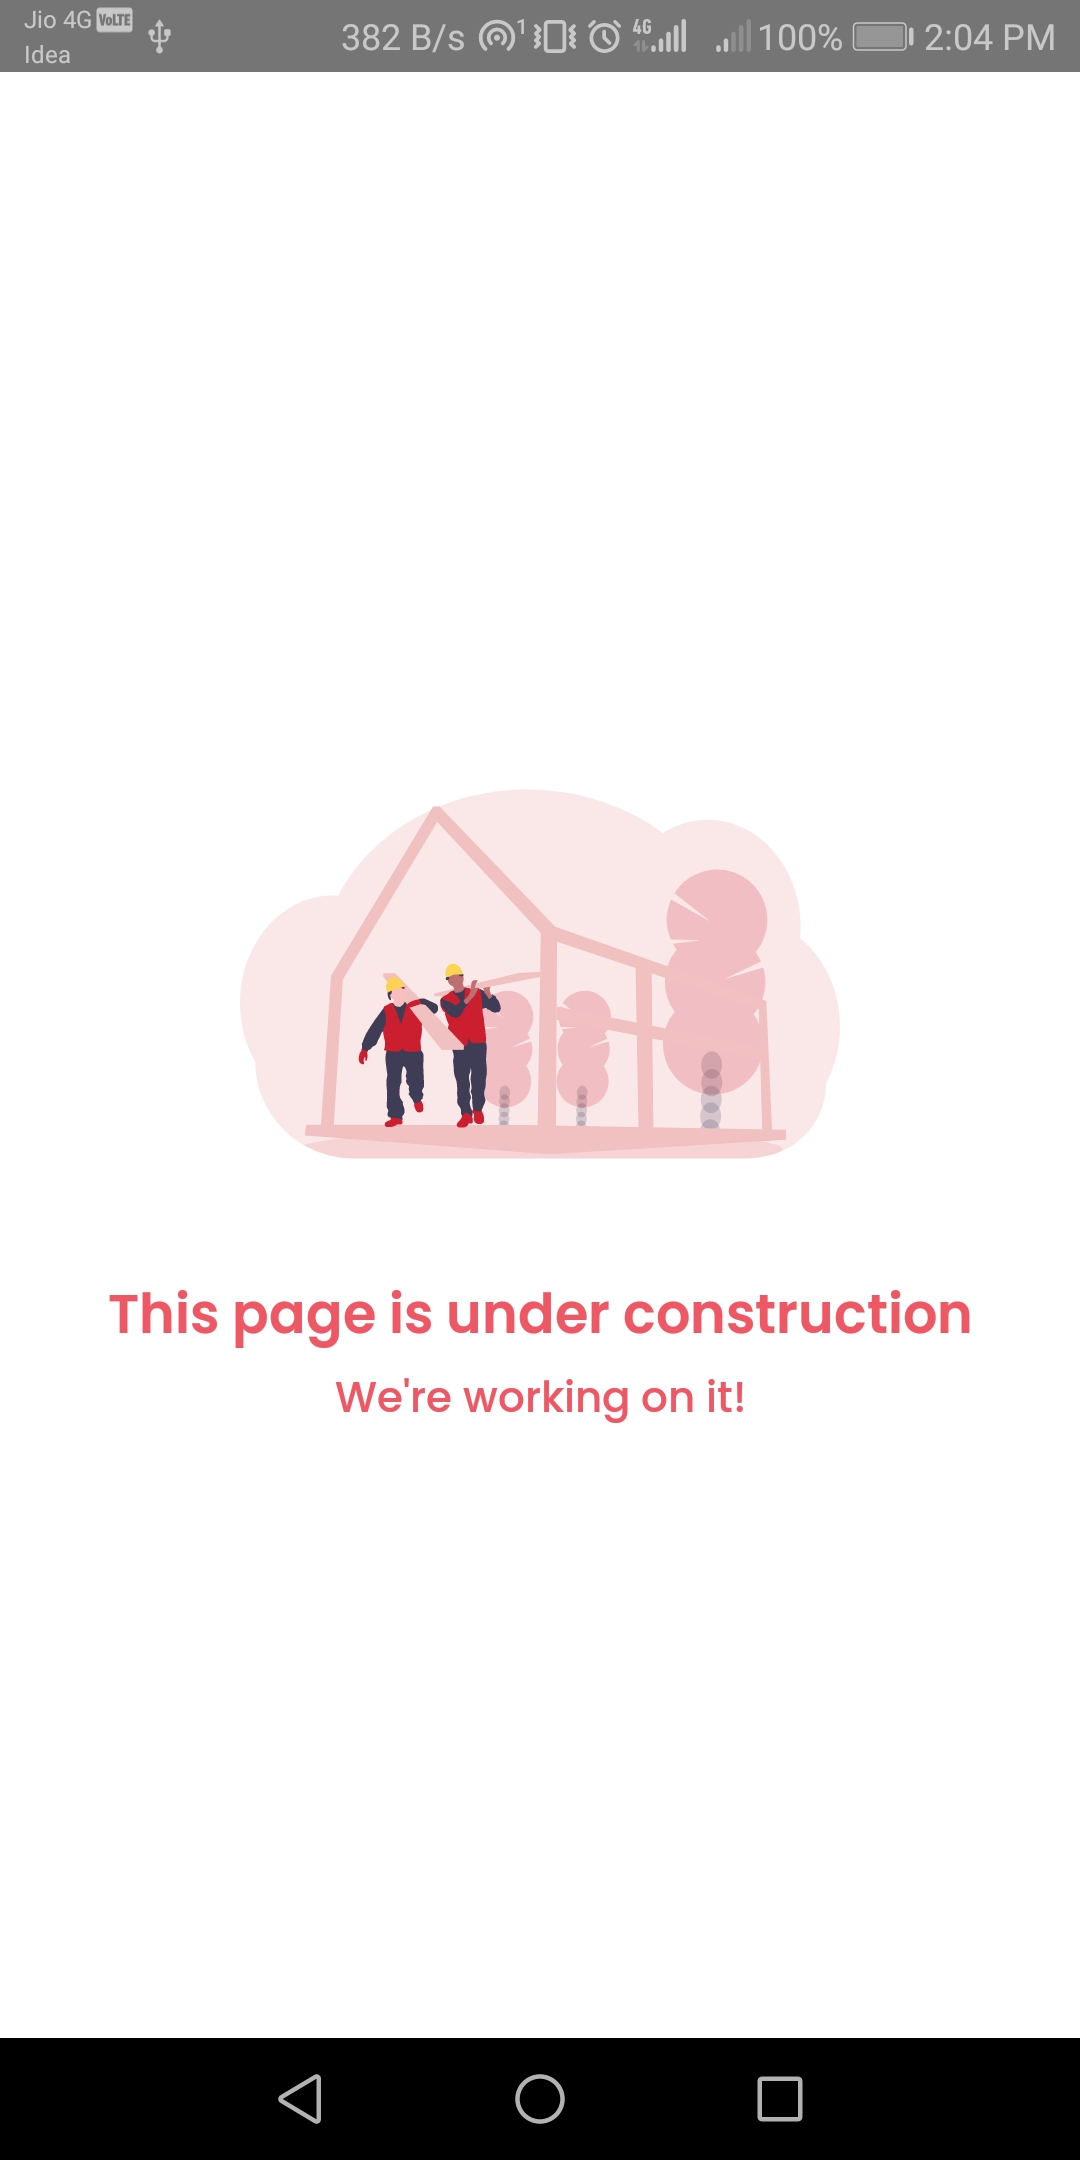 Jio 4G VoLTE
Idea
382 B/s 1 4G 100% 2:04 PM
This page is under construction
We're working on it!